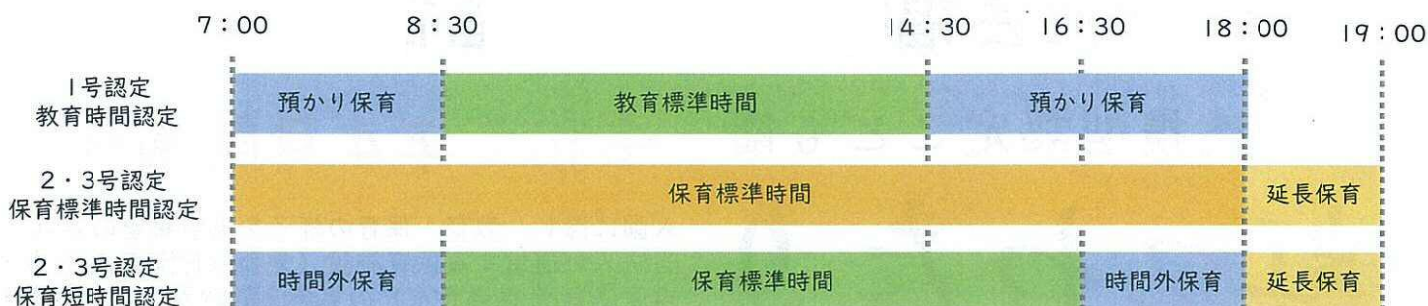 7：00 8：30 14：30 16：30 18：00 19：00
1号認定
教育時間認定
預かり保育 教育標準時間 預かり保育
2・3号認定
保育標準時間認定
保育標準時間 延長保育
2・3号認定
保育短時間認定
時間外保育 保育標準時間 時間外保育 延長保育